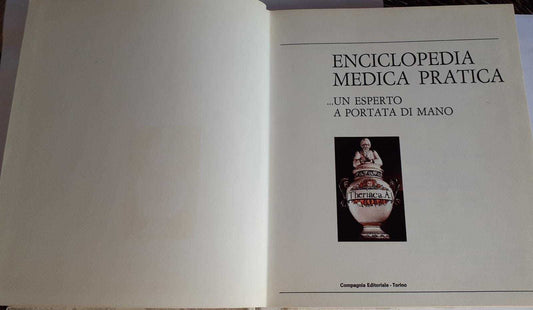 ENCICLOPEDIA
MEDICA PRATICA
...UN ESPERTO
A PORTATA DI MANO
Theriaca.A.
Compagnia Editoriale - Torino